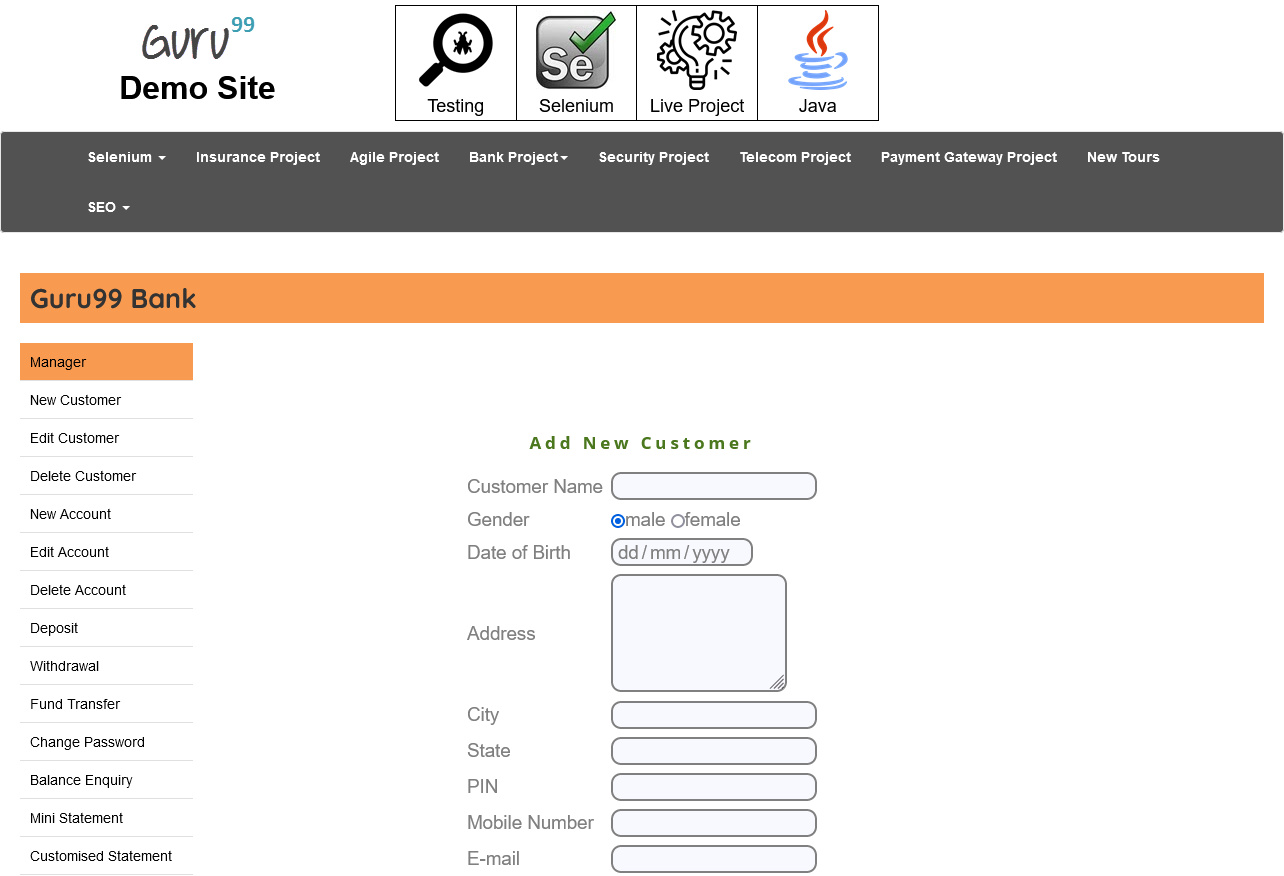 Guru99
Demo Site
Testing
Selenium
Live Project
Java
Selenium
Insurance Project
Agile Project
Bank Project
Security Project
Telecom Project
Payment Gateway Project
New Tours
SEO
Guru99 Bank
Manager
New Customer
Edit Customer
Delete Customer
New Account
Edit Account
Delete Account
Deposit
Withdrawal
Fund Transfer
Change Password
Balance Enquiry
Mini Statement
Customised Statement
Add New Customer
Customer Name
Gender male female
Date of Birth dd/mm/yyyy
Address
City
State
PIN
Mobile Number
E-mail